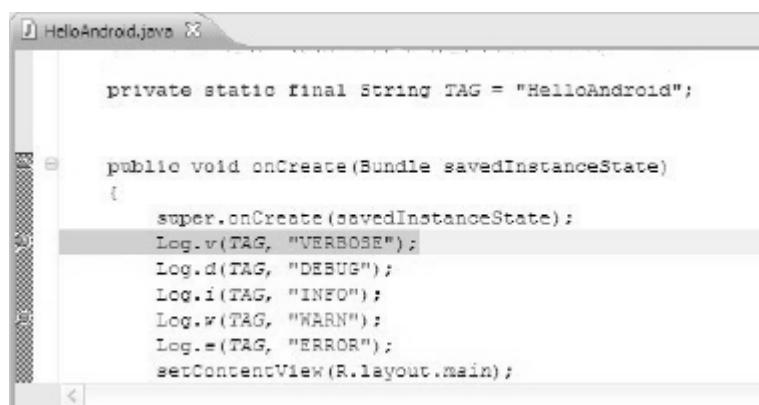 HelloAndroid.java
private static final String TAG = "HelloAndroid";
public void onCreate(Bundle savedInstanceState)
{
super.onCreate(savedInstanceState);
Log.v(TAG, "VERBOSE");
Log.d(TAG, "DEBUG");
Log.i(TAG, "INFO");
Log.w(TAG, "WARN");
Log.e(TAG, "ERROR");
setContentView(R.layout.main);